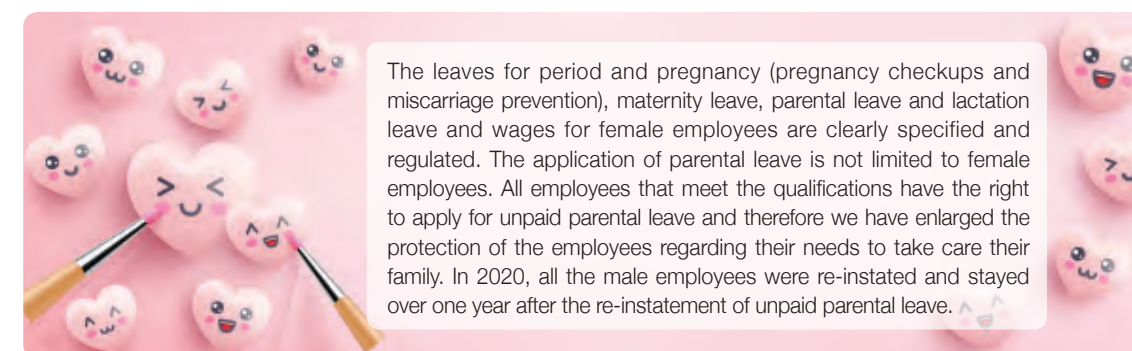 The leaves for period and pregnancy (pregnancy checkups and
miscarriage prevention), maternity leave, parental leave and lactation
leave and wages for female employees are clearly specified and
regulated. The application of parental leave is not limited to female
employees. All employees that meet the qualifications have the right
to apply for unpaid parental leave and therefore we have enlarged the
protection of the employees regarding their needs to take care their
family. In 2020, all the male employees were re-instated and stayed
over one year after the re-instatement of unpaid parental leave.